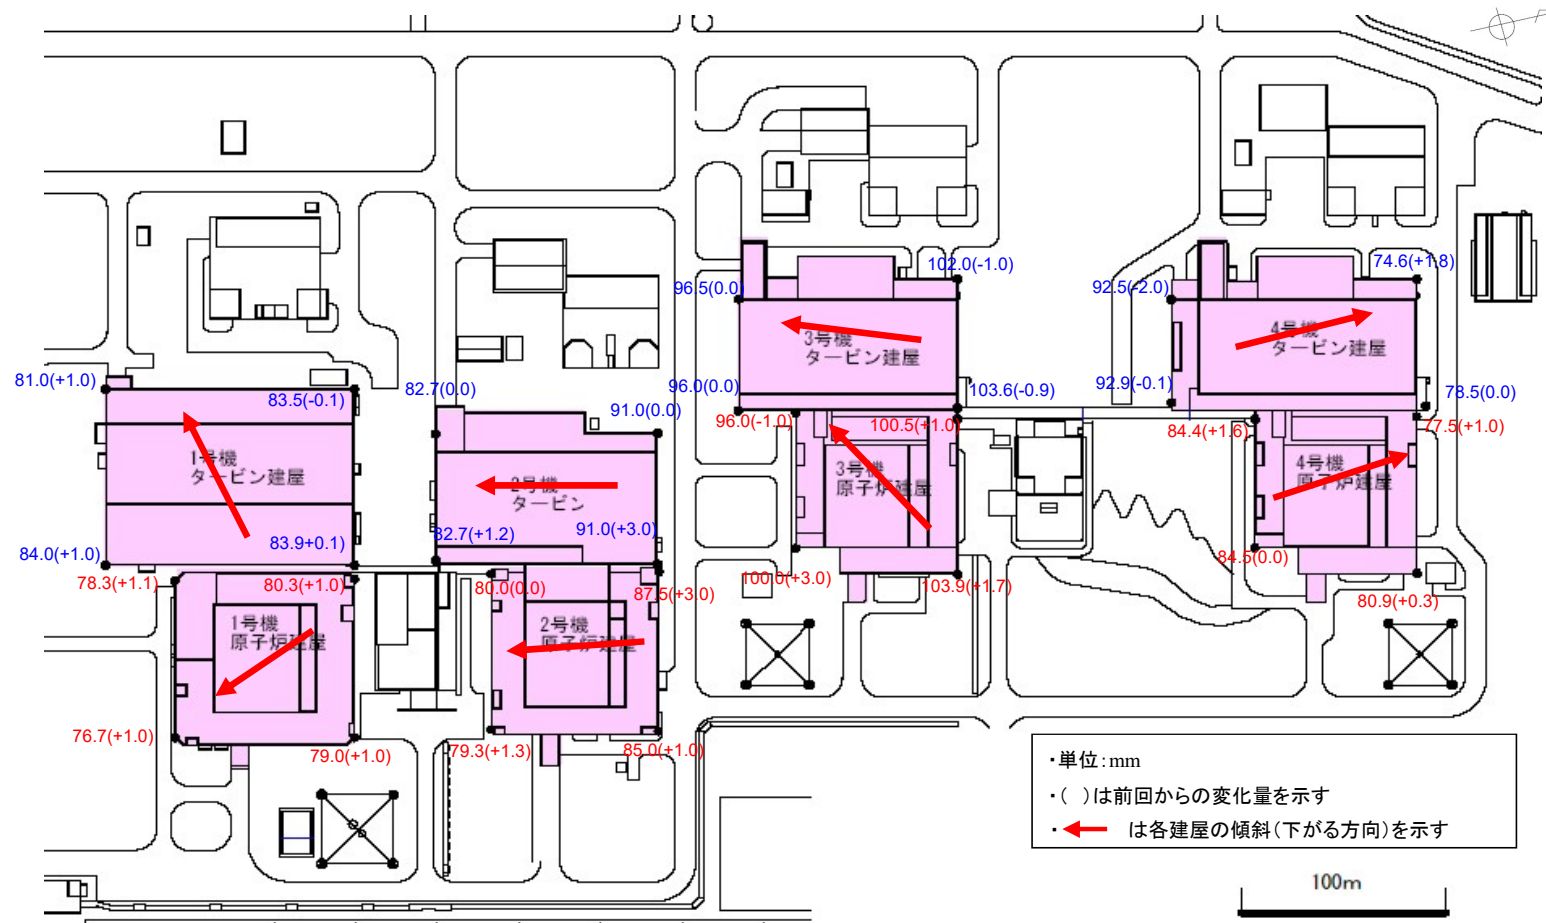 102.0(-1.0)
74.6(+1.8)
96.5(0.0)
92.5(-2.0)
3号機
タービン建屋
4号機
タービン建屋
81.0(+1.0)
83.5(-0.1)
82.7(0.0)
91.0(0.0)
96.0(0.0)
103.6(-0.9)
92.9(-0.1)
78.5(0.0)
96.0(-1.0)
100.5(+1.0)
84.4(+1.6)
77.5(+1.0)
1号機
タービン建屋
2号機
タービン
3号機
原子炉建屋
4号機
原子炉建屋
84.0(+1.0)
83.9+0.1)
82.7(+1.2)
91.0(+3.0)
78.3(+1.1)
80.3(+1.0)
80.0(0.0)
87.5(+3.0)
100.0(+3.0)
103.9(+1.7)
84.5(0.0)
80.9(+0.3)
1号機
原子炉建屋
2号機
原子炉建屋
76.7(+1.0)
79.0(+1.0)
79.3(+1.3)
85.0(+1.0)
・単位:mm
・( )は前回からの変化量を示す
・ は各建屋の傾斜(下がる方向)を示す
100m